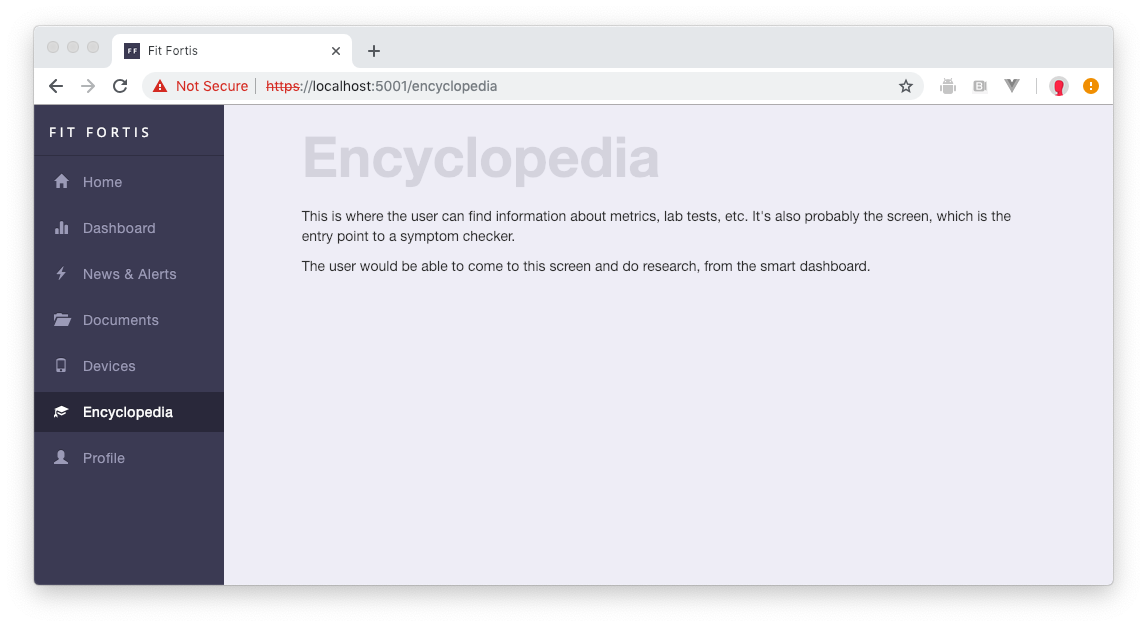 FF Fit Fortis
Not Secure https://localhost:5001/encyclopedia
FIT FORTIS
Home
Dashboard
News & Alerts
Documents
Devices
Encyclopedia
Profile
Encyclopedia
This is where the user can find information about metrics, lab tests, etc. It's also probably the screen, which is the
entry point to a symptom checker.
The user would be able to come to this screen and do research, from the smart dashboard.